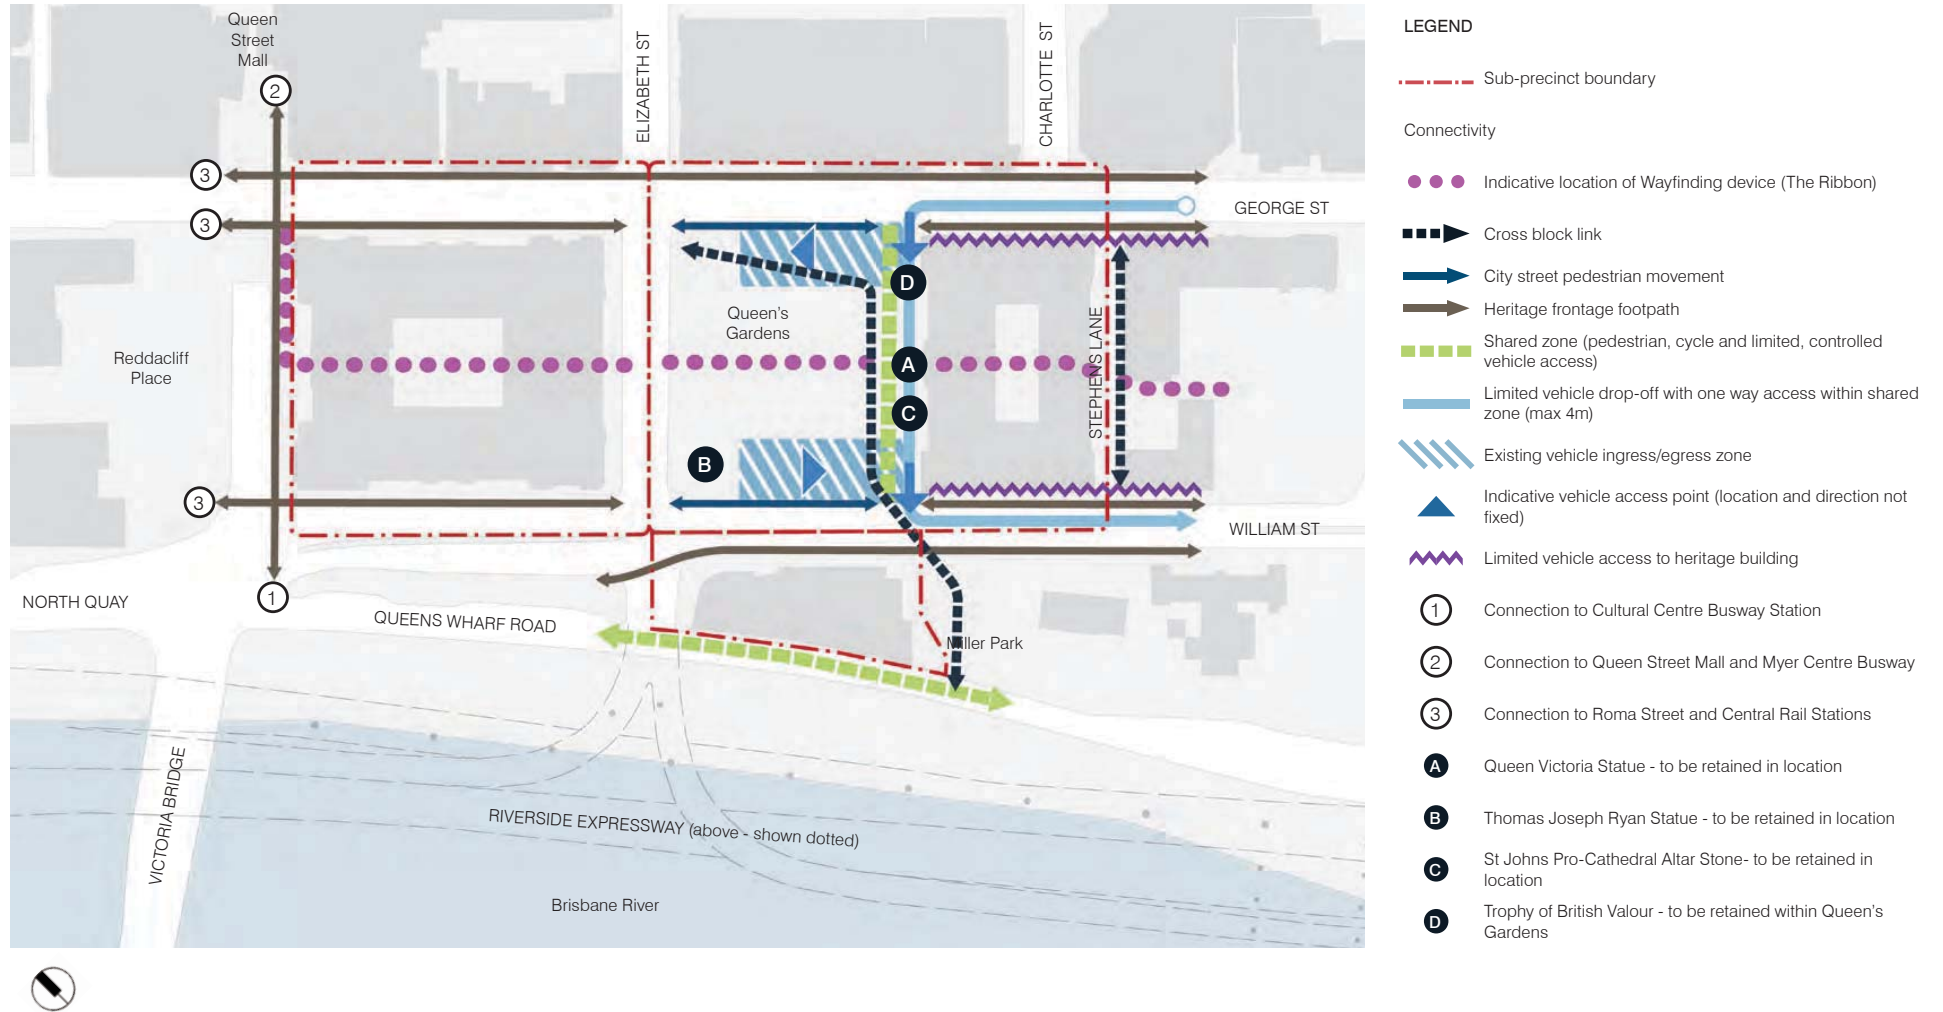 Queen
Street
Mall
2
3
3
3
1
ELIZABETH ST
CHARLOTTE ST
GEORGE ST
D
Queen's
Gardens
A
C
B
STEPHENS LANE
Reddacliff
Place
WILLIAM ST
NORTH QUAY
QUEENS WHARF ROAD
Miller Park
VICTORIA BRIDGE
RIVERSIDE EXPRESSWAY (above - shown dotted)
Brisbane River
LEGEND
Sub-precinct boundary
Connectivity
Indicative location of Wayfinding device (The Ribbon)
Cross block link
City street pedestrian movement
Heritage frontage footpath
Shared zone (pedestrian, cycle and limited, controlled
vehicle access)
Limited vehicle drop-off with one way access within shared
zone (max 4m)
Existing vehicle ingress/egress zone
Indicative vehicle access point (location and direction not
fixed)
Limited vehicle access to heritage building
1 Connection to Cultural Centre Busway Station
2 Connection to Queen Street Mall and Myer Centre Busway
3 Connection to Roma Street and Central Rail Stations
A Queen Victoria Statue - to be retained in location
B Thomas Joseph Ryan Statue - to be retained in location
C St Johns Pro-Cathedral Altar Stone- to be retained in
location
D Trophy of British Valour - to be retained within Queen's
Gardens